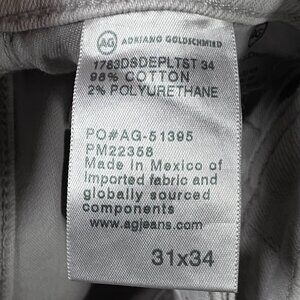 AG ADRIANO GOLDSCHMIED
1783DSDEPLTST 34
98% COTTON
2% POLYURETHANE
PO#AG-51395
PM22358
Made in Mexico of
imported fabric and
globally sourced
components
www.agjeans.com
31x34